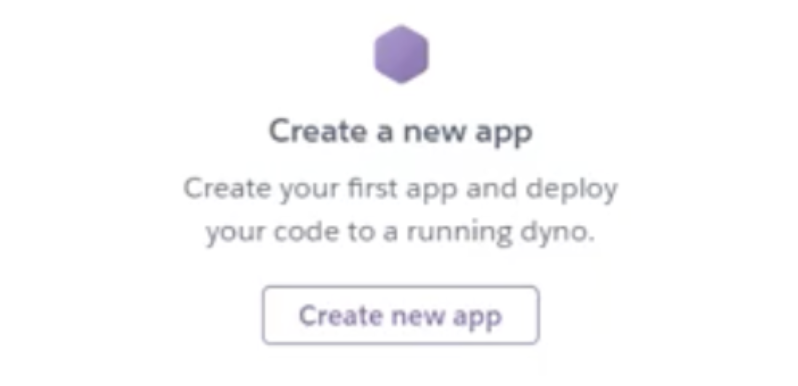 Create a new app
Create your first app and deploy
your code to a running dyno.
Create new app